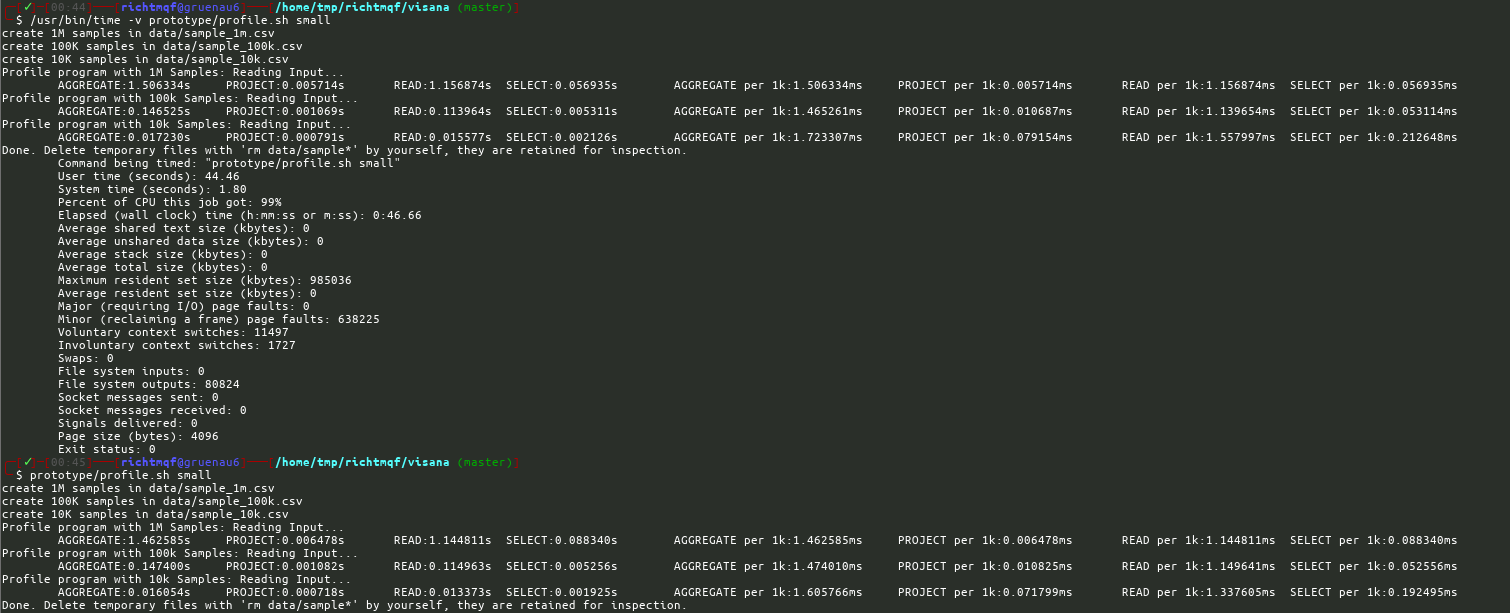 [✓]-[00:44]───[richtmqf@gruenau6]───[/home/tmp/richtmqf/visana (master)]
$ /usr/bin/time -v prototype/profile.sh small
create 1M samples in data/sample_1m.csv
create 100K samples in data/sample_100k.csv
create 10K samples in data/sample_10k.csv
Profile program with 1M Samples: Reading Input...
AGGREGATE:1.506334s PROJECT:0.005714s READ:1.156874s SELECT:0.056935s AGGREGATE per 1k:1.506334ms PROJECT per 1k:0.005714ms READ per 1k:1.156874ms SELECT per 1k:0.056935ms
Profile program with 100k Samples: Reading Input...
AGGREGATE:0.146525s PROJECT:0.001069s READ:0.113964s SELECT:0.005311s AGGREGATE per 1k:1.465261ms PROJECT per 1k:0.010687ms READ per 1k:1.139654ms SELECT per 1k:0.053114ms
Profile program with 10k Samples: Reading Input...
AGGREGATE:0.017230s PROJECT:0.000791s READ:0.015577s SELECT:0.002126s AGGREGATE per 1k:1.723307ms PROJECT per 1k:0.079154ms READ per 1k:1.557997ms SELECT per 1k:0.212648ms
Done. Delete temporary files with 'rm data/sample*' by yourself, they are retained for inspection.
Command being timed: "prototype/profile.sh small"
User time (seconds): 44.46
System time (seconds): 1.80
Percent of CPU this job got: 99%
Elapsed (wall clock) time (h:mm:ss or m:ss): 0:46.66
Average shared text size (kbytes): 0
Average unshared data size (kbytes): 0
Average stack size (kbytes): 0
Average total size (kbytes): 0
Maximum resident set size (kbytes): 985036
Average resident set size (kbytes): 0
Major (requiring I/O) page faults: 0
Minor (reclaiming a frame) page faults: 638225
Voluntary context switches: 11497
Involuntary context switches: 1727
Swaps: 0
File system inputs: 0
File system outputs: 80824
Socket messages sent: 0
Socket messages received: 0
Signals delivered: 0
Page size (bytes): 4096
Exit status: 0
[✓]-[00:45]───[richtmqf@gruenau6]───[/home/tmp/richtmqf/visana (master)]
$ prototype/profile.sh small
create 1M samples in data/sample_1m.csv
create 100K samples in data/sample_100k.csv
create 10K samples in data/sample_10k.csv
Profile program with 1M Samples: Reading Input...
AGGREGATE:1.462585s PROJECT:0.006478s READ:1.144811s SELECT:0.088340s AGGREGATE per 1k:1.462585ms PROJECT per 1k:0.006478ms READ per 1k:1.144811ms SELECT per 1k:0.088340ms
Profile program with 100k Samples: Reading Input...
AGGREGATE:0.147400s PROJECT:0.001082s READ:0.114963s SELECT:0.005256s AGGREGATE per 1k:1.474010ms PROJECT per 1k:0.010825ms READ per 1k:1.149641ms SELECT per 1k:0.052556ms
Profile program with 10k Samples: Reading Input...
AGGREGATE:0.016054s PROJECT:0.000718s READ:0.013373s SELECT:0.001925s AGGREGATE per 1k:1.605766ms PROJECT per 1k:0.071799ms READ per 1k:1.337605ms SELECT per 1k:0.192495ms
Done. Delete temporary files with 'rm data/sample*' by yourself, they are retained for inspection.